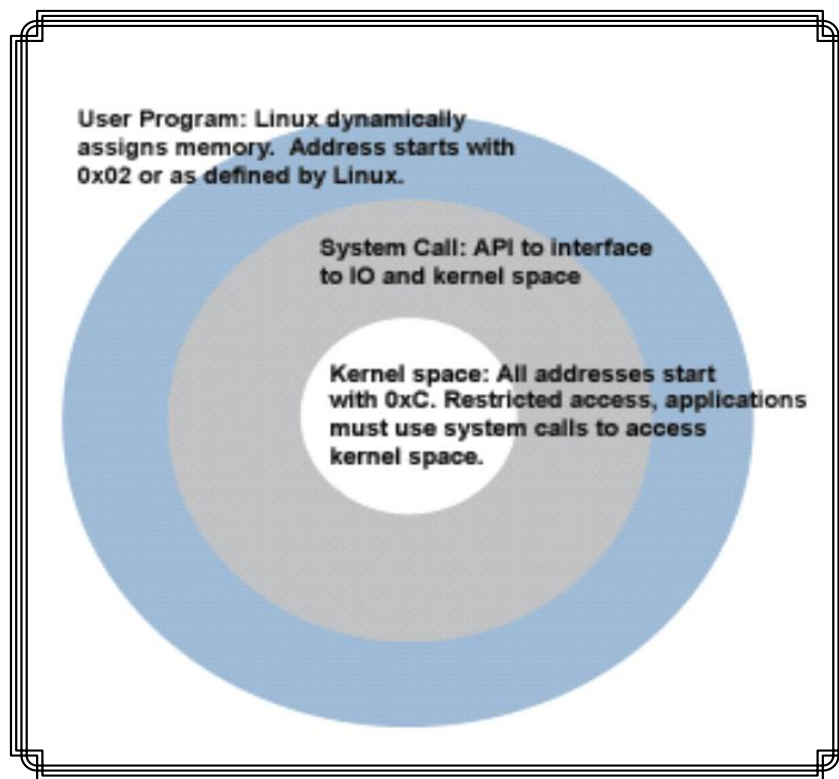 User Program: Linux dynamically
assigns memory. Address starts with
0x02 or as defined by Linux.
System Call: API to interface
to IO and kernel space
Kernel space: All addresses start
with 0xC. Restricted access, applications
must use system calls to access
kernel space.